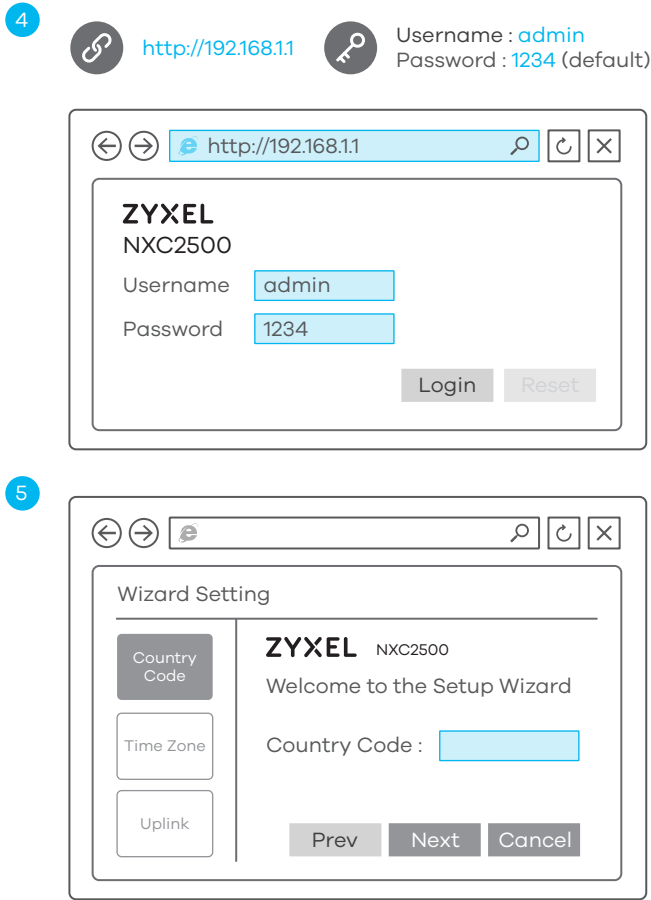 4
http://192.168.1.1
Username : admin
Password : 1234 (default)
http://192.168.1.1
ZYXEL
NXC2500
Username admin
Password 1234
Login Reset
5
Wizard Setting
Country
Code
Time Zone
Uplink
ZYXEL NXC2500
Welcome to the Setup Wizard
Country Code :
Prev Next Cancel